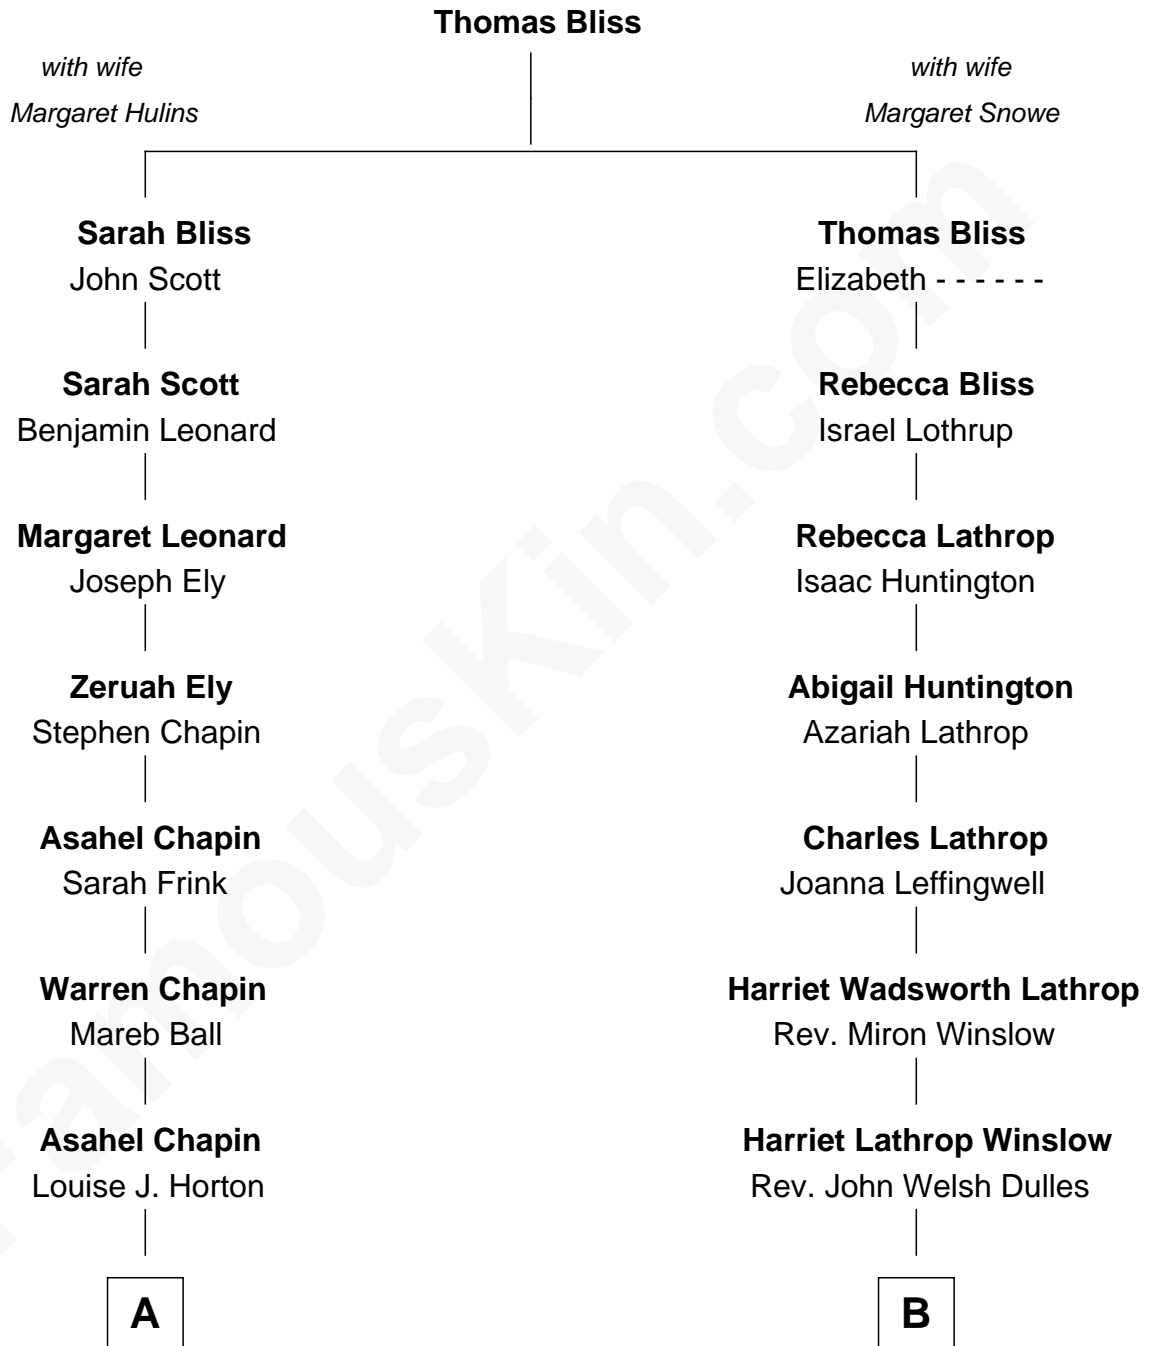 Thomas Bliss
with wife
Margaret Hulins
with wife
Margaret Snowe
Sarah Bliss
John Scott
Thomas Bliss
Elizabeth - - - - - -
Sarah Scott
Benjamin Leonard
Rebecca Bliss
Israel Lothrup
Margaret Leonard
Joseph Ely
Rebecca Lathrop
Isaac Huntington
Zeruah Ely
Stephen Chapin
Abigail Huntington
Azariah Lathrop
Asahel Chapin
Sarah Frink
Charles Lathrop
Joanna Leffingwell
Warren Chapin
Mareb Ball
Harriet Wadsworth Lathrop
Rev. Miron Winslow
Asahel Chapin
Louise J. Horton
Harriet Lathrop Winslow
Rev. John Welsh Dulles
A
B
FamousKin.com